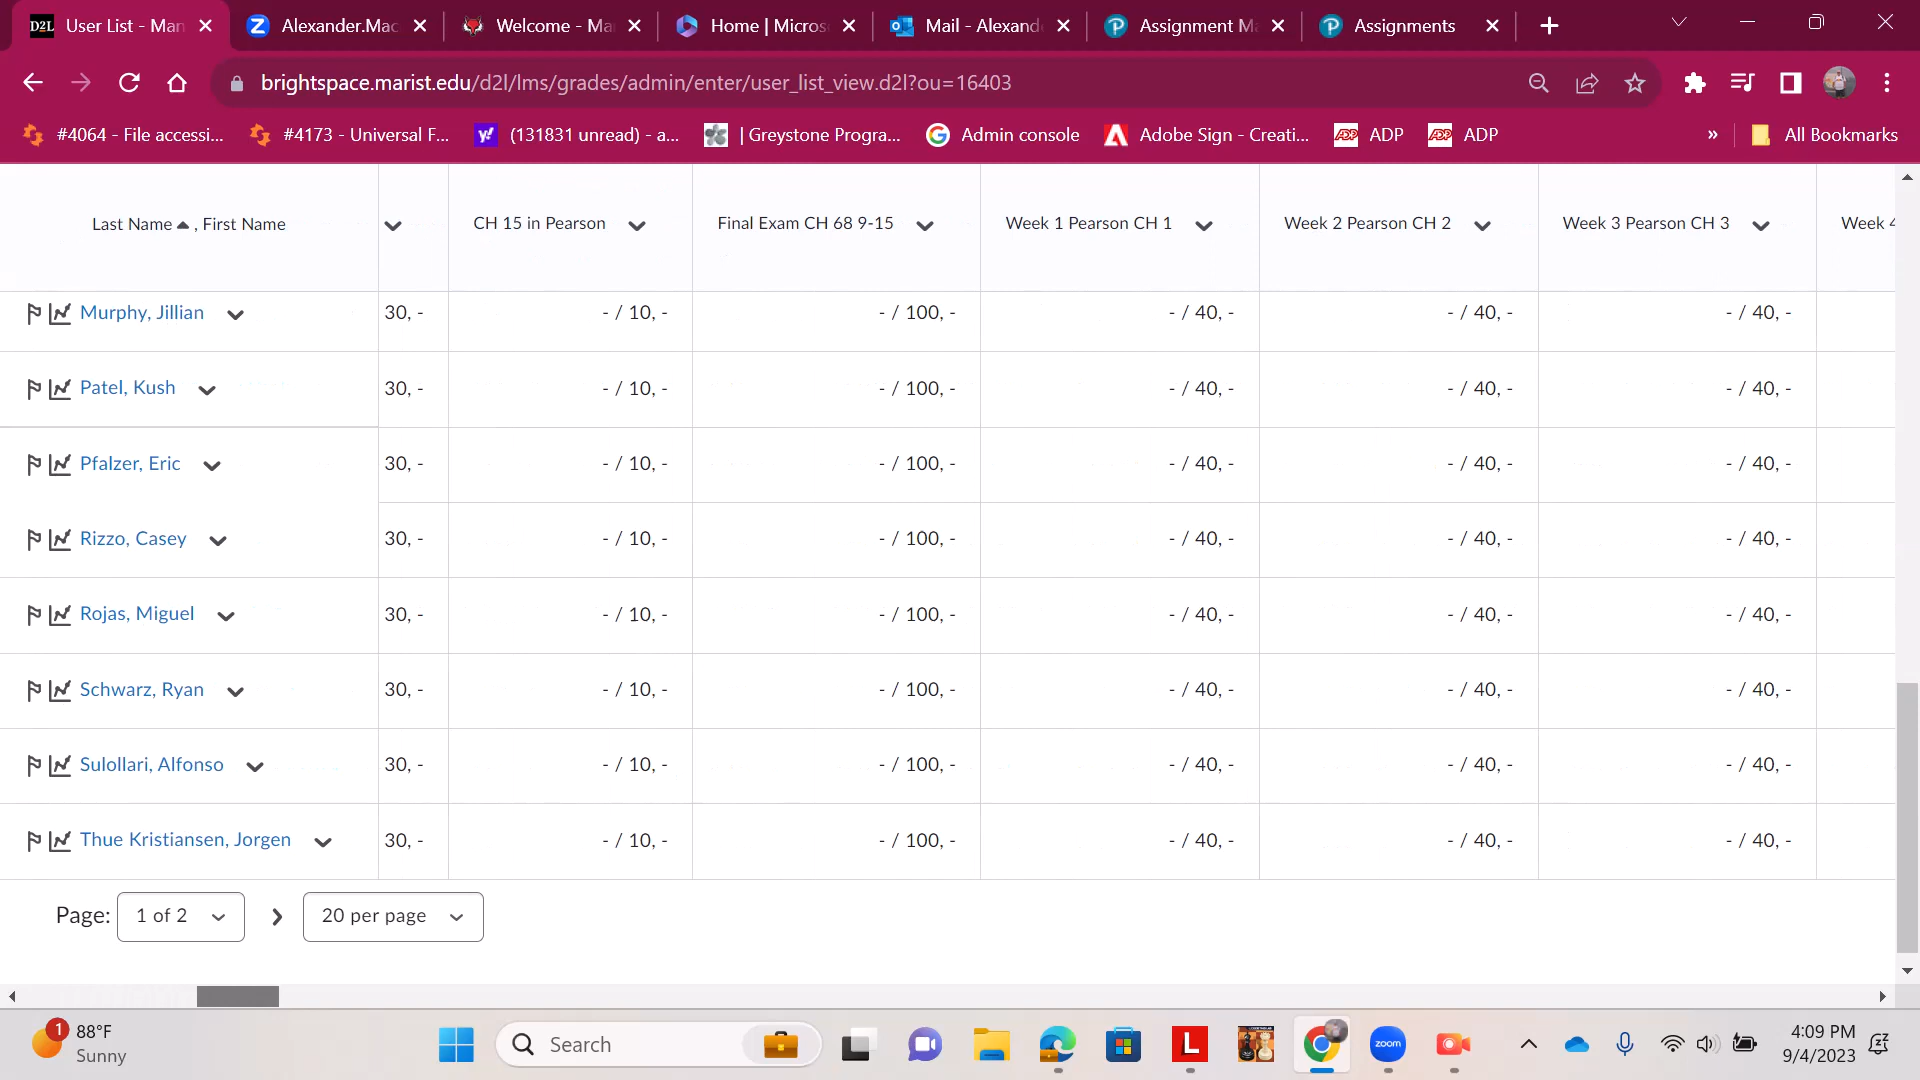 D2L User List - Man
Alexander.Mac
Welcome - Ma
Home | Micros
Mail - Alexand
Assignment Ma
Assignments
brightspace.marist.edu/d2l/lms/grades/admin/enter/user_list_view.d2l?ou=16403
#4064 - File accessi...
#4173 - Universal F...
(131831 unread) - a...
| Greystone Progra...
Admin console
Adobe Sign - Creati...
ADP
ADP
»
All Bookmarks
Last Name , First Name
CH 15 in Pearson
Final Exam CH 68 9-15
Week 1 Pearson CH 1
Week 2 Pearson CH 2
Week 3 Pearson CH 3
Week 4
Murphy, Jillian 30, - - / 10, - - / 100, - - / 40, - - / 40, - - / 40, -
Patel, Kush 30, - - / 10, - - / 100, - - / 40, - - / 40, - - / 40, -
Pfalzer, Eric 30, - - / 10, - - / 100, - - / 40, - - / 40, - - / 40, -
Rizzo, Casey 30, - - / 10, - - / 100, - - / 40, - - / 40, - - / 40, -
Rojas, Miguel 30, - - / 10, - - / 100, - - / 40, - - / 40, - - / 40, -
Schwarz, Ryan 30, - - / 10, - - / 100, - - / 40, - - / 40, - - / 40, -
Sulollari, Alfonso 30, - - / 10, - - / 100, - - / 40, - - / 40, - - / 40, -
Thue Kristiansen, Jorgen 30, - - / 10, - - / 100, - - / 40, - - / 40, - - / 40, -
Page: 1 of 2
20 per page
1
88°F
Sunny
Search
L
zoom
4:09 PM
9/4/2023